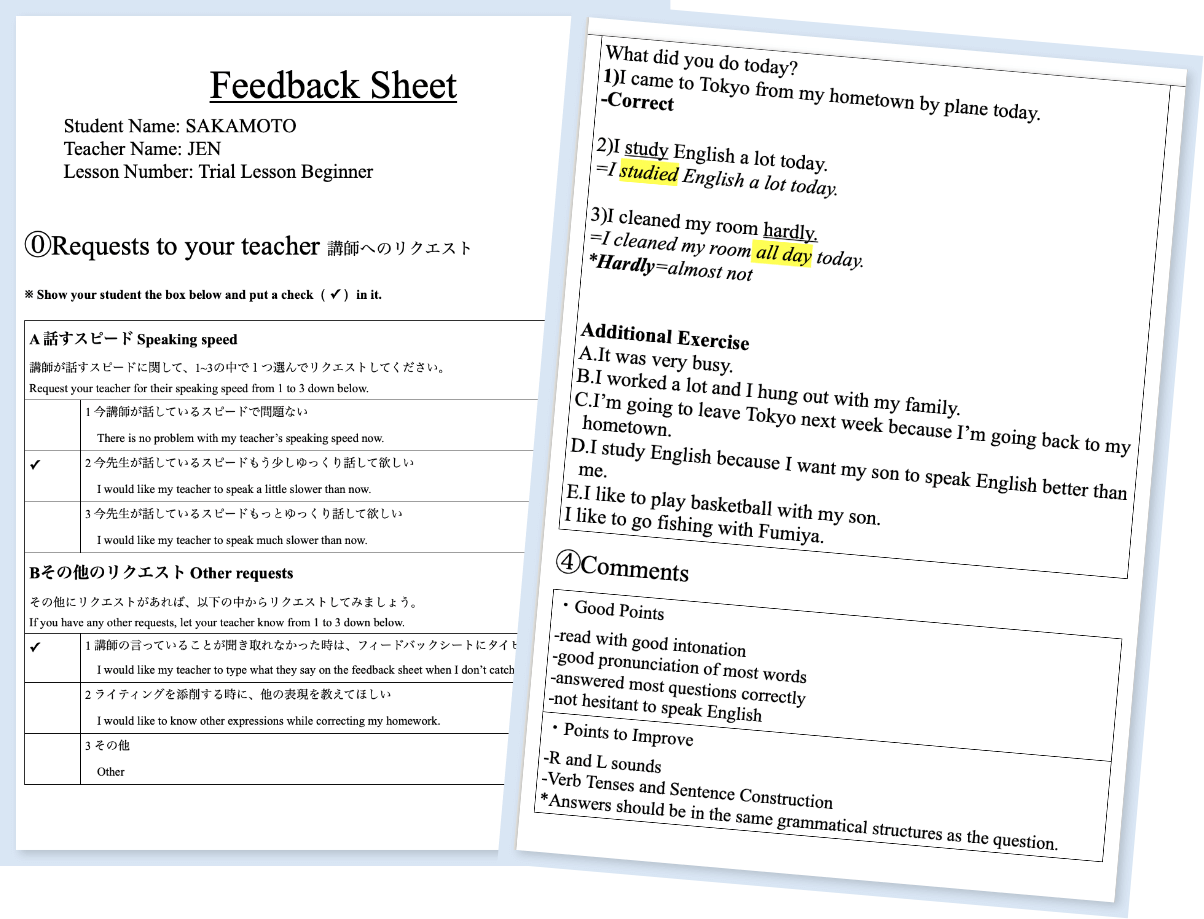 Feedback Sheet
Student Name: SAKAMOTO
Teacher Name: JEN
Lesson Number: Trial Lesson Beginner
⓪Requests to your teacher 講師へのリクエスト
※ Show your student the box below and put a check（ ✓ ）in it.
A 話すスピード Speaking speed
講師が話すスピードに関して、1~3の中で１つ選んでリクエストしてください。
Request your teacher for their speaking speed from 1 to 3 down below.
1 今講師が話しているスピードで問題ない
There is no problem with my teacher's speaking speed now.
✓ 2 今先生が話しているスピードもう少しゆっくり話して欲しい
I would like my teacher to speak a little slower than now.
3 今先生が話しているスピードもっとゆっくり話して欲しい
I would like my teacher to speak much slower than now.
Bその他のリクエスト Other requests
その他にリクエストがあれば、以下の中からリクエストしてみましょう。
If you have any other requests, let your teacher know from 1 to 3 down below.
✓ 1 講師の言っていることが聞き取れなかった時は、フィードバックシートにタイピ
I would like my teacher to type what they say on the feedback sheet when I don't catch
2 ライティングを添削する時に、他の表現を教えてほしい
I would like to know other expressions while correcting my homework.
3 その他
Other
What did you do today?
1)I came to Tokyo from my hometown by plane today.
-Correct
2)I study English a lot today.
=I studied English a lot today.
3)I cleaned my room hardly.
=I cleaned my room all day today.
*Hardly=almost not
Additional Exercise
A.It was very busy.
B.I worked a lot and I hung out with my family.
C.I'm going to leave Tokyo next week because I'm going back to my
hometown.
D.I study English because I want my son to speak English better than
me.
E.I like to play basketball with my son.
I like to go fishing with Fumiya.
④Comments
・Good Points
-read with good intonation
-good pronunciation of most words
-answered most questions correctly
-not hesitant to speak English
・Points to Improve
-R and L sounds
-Verb Tenses and Sentence Construction
*Answers should be in the same grammatical structures as the question.